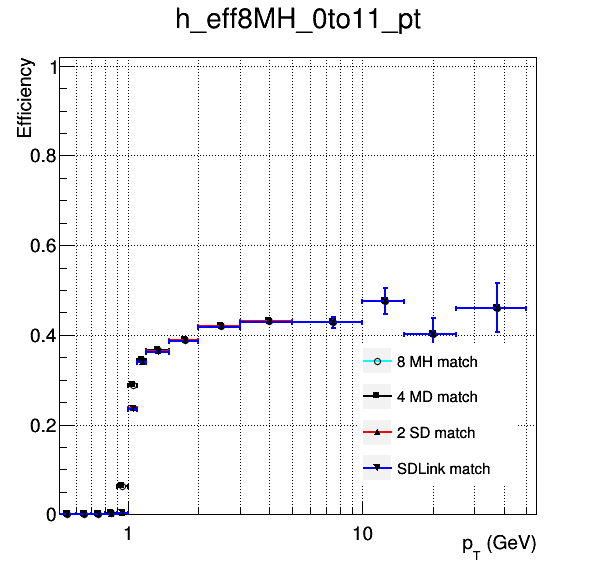 h_eff8MH_0to11_pt
Efficiency
1
0.8
0.6
0.4
0.2
0
8 MH match
4 MD match
2 SD match
SDLink match
1
10
p_T (GeV)